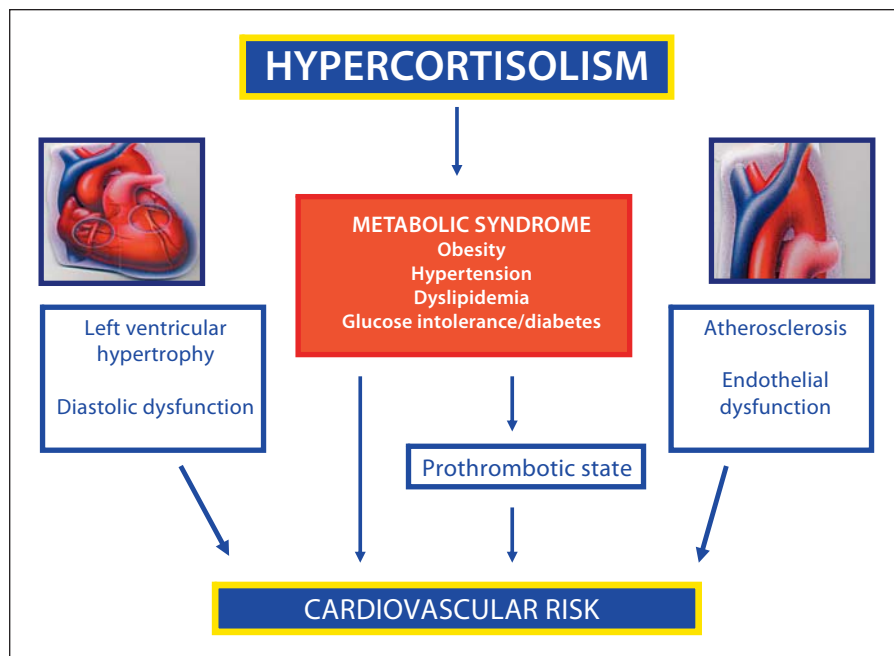 HYPERCORTISOLISM
METABOLIC SYNDROME
Obesity
Hypertension
Dyslipidemia
Glucose intolerance/diabetes
Left ventricular
hypertrophy
Diastolic dysfunction
Atherosclerosis
Endothelial
dysfunction
Prothrombotic state
CARDIOVASCULAR RISK